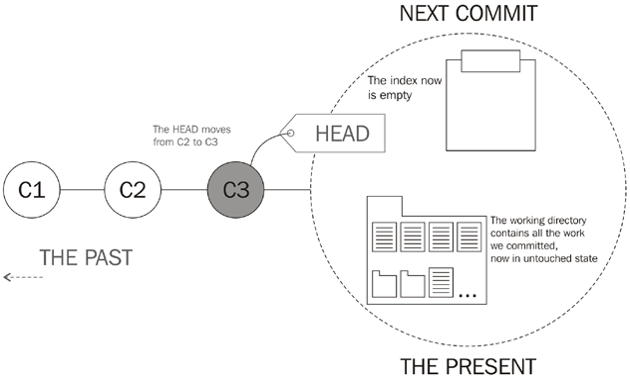 NEXT COMMIT
The index now
is empty
The HEAD moves
from C2 to C3
HEAD
C1
C2
C3
The working directory
contains all the work
we committed,
now in untouched state
THE PAST
THE PRESENT